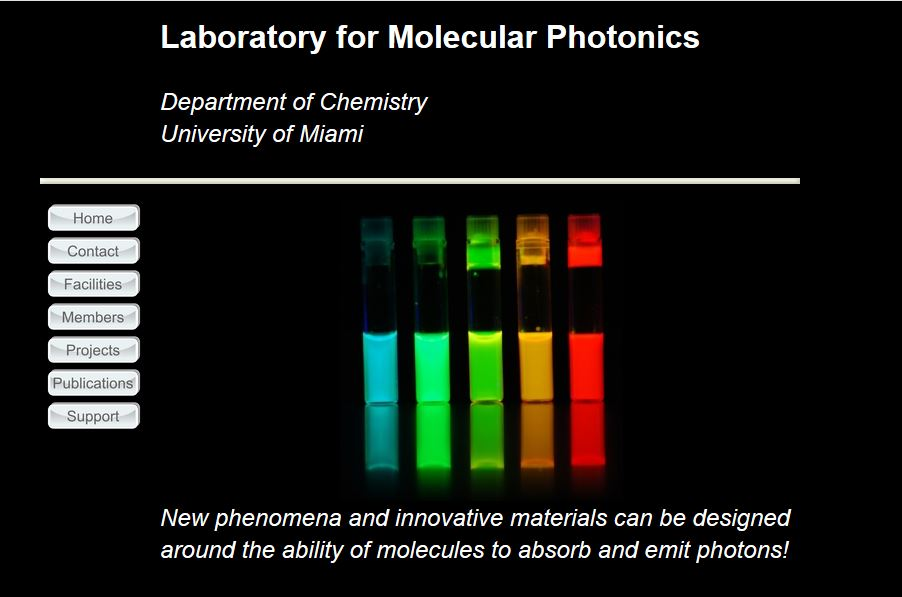 Laboratory for Molecular Photonics
Department of Chemistry
University of Miami
Home
Contact
Facilities
Members
Projects
Publications
Support
New phenomena and innovative materials can be designed
around the ability of molecules to absorb and emit photons!